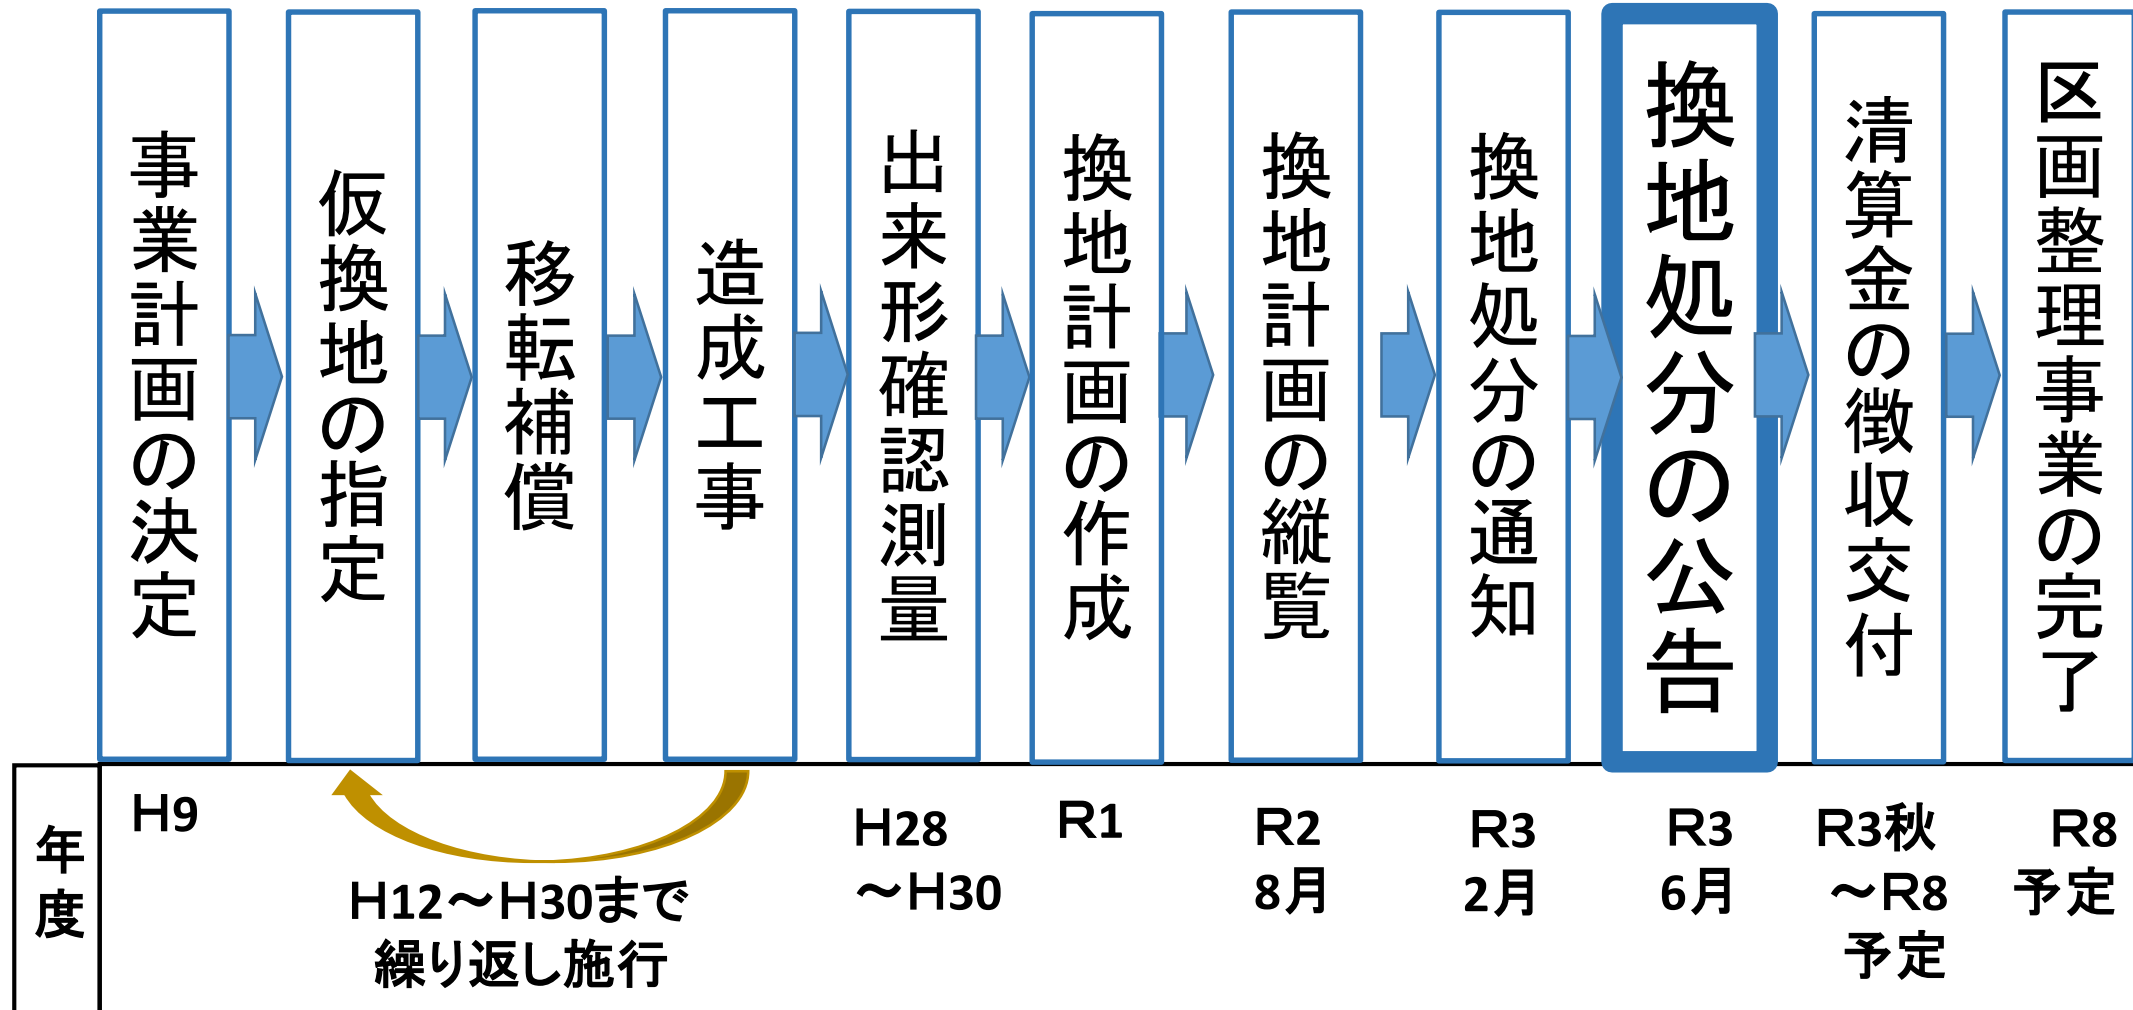 事業計画の決定
仮換地の指定
移転補償
造成工事
出来形確認測量
換地計画の作成
換地計画の縦覧
換地処分の通知
換地処分の公告
清算金の徴収交付
区画整理事業の完了
年度
H9
H12～H30まで
繰り返し施行
H28
～H30
R1
R2
8月
R3
2月
R3
6月
R3秋
～R8
予定
R8
予定